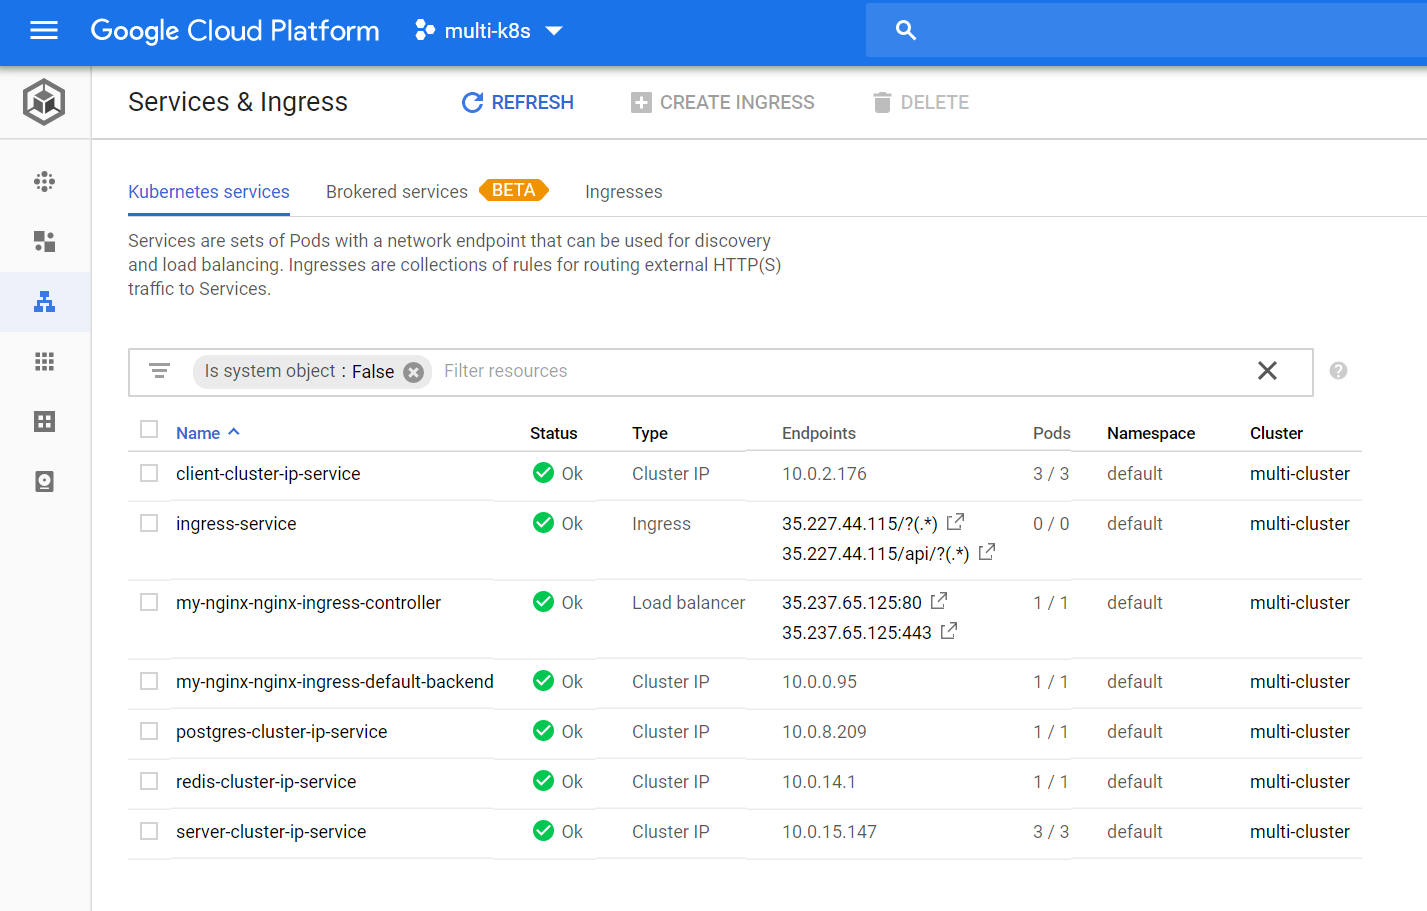 Google Cloud Platform multi-k8s
Services & Ingress REFRESH CREATE INGRESS DELETE
Kubernetes services Brokered services BETA Ingresses
Services are sets of Pods with a network endpoint that can be used for discovery
and load balancing. Ingresses are collections of rules for routing external HTTP(S)
traffic to Services.
Is system object : False Filter resources
Name Status Type Endpoints Pods Namespace Cluster
client-cluster-ip-service Ok Cluster IP 10.0.2.176 3 / 3 default multi-cluster
ingress-service Ok Ingress 35.227.44.115/?(.*) 0 / 0 default multi-cluster
35.227.44.115/api/?(.*)
my-nginx-nginx-ingress-controller Ok Load balancer 35.237.65.125:80 1 / 1 default multi-cluster
35.237.65.125:443
my-nginx-nginx-ingress-default-backend Ok Cluster IP 10.0.0.95 1 / 1 default multi-cluster
postgres-cluster-ip-service Ok Cluster IP 10.0.8.209 1 / 1 default multi-cluster
redis-cluster-ip-service Ok Cluster IP 10.0.14.1 1 / 1 default multi-cluster
server-cluster-ip-service Ok Cluster IP 10.0.15.147 3 / 3 default multi-cluster